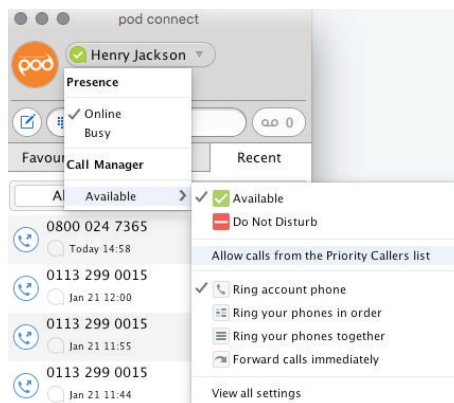 pod connect
pod
Henry Jackson
Presence
Online
Busy
0
Favou
Call Manager
Recent
Al
Available
Available
Do Not Disturb
0800 024 7365
Today 14:58
Allow calls from the Priority Callers list
0113 299 0015
Jan 21 12:00
Ring account phone
Ring your phones in order
0113 299 0015
Jan 21 11:55
Ring your phones together
Forward calls immediately
0113 299 0015
Jan 21 11:44
View all settings